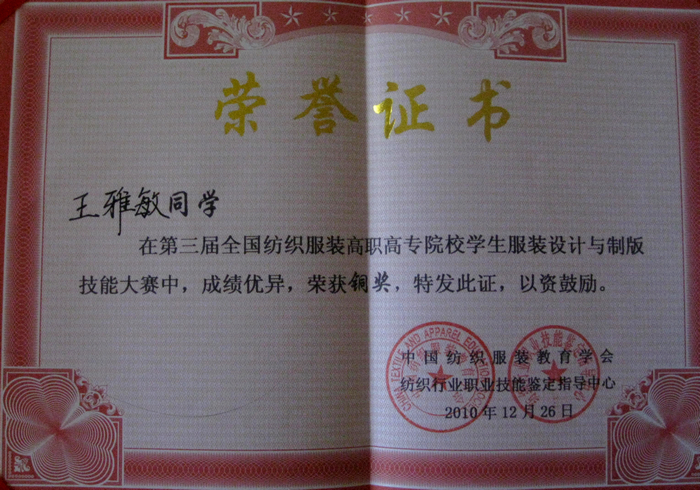 荣誉证书
王雅敏同学
在第三届全国纺织服装高职高专院校学生服装设计与制版
技能大赛中，成绩优异，荣获铜奖，特发此证，以资鼓励。
中国纺织服装教育学会
纺织行业职业技能鉴定指导中心
2010年12月26日